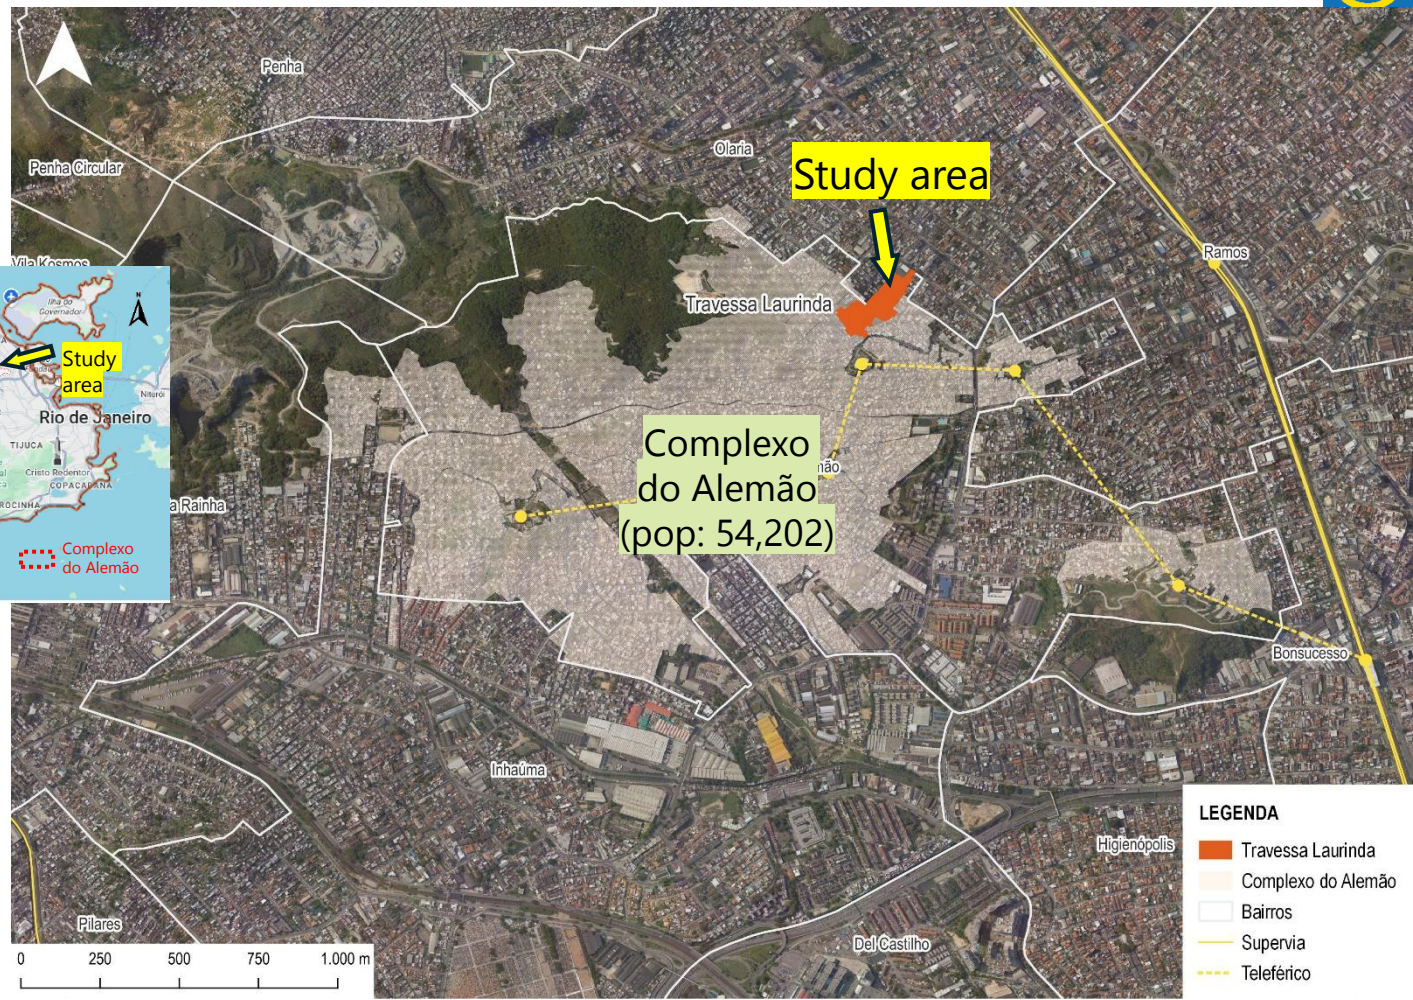 Penha
Olaria
Penha Circular
Study area
Vila Kosmos
Ramos
Travessa Laurinda
Ilha do
Governador
N
Study
area
Niterói
Rio de Janeiro
TIJUCA
Cristo Redentor
COPACABANA
ROCINHA
Complexo
do Alemão
a Rainha
Complexo
do Alemão
(pop: 54,202)
mão
Bonsucesso
Inhaúma
Higienópolis
Pilares
Del Castilho
0 250 500 750 1.000 m
LEGENDA
Travessa Laurinda
Complexo do Alemão
Bairros
Supervia
Teleférico